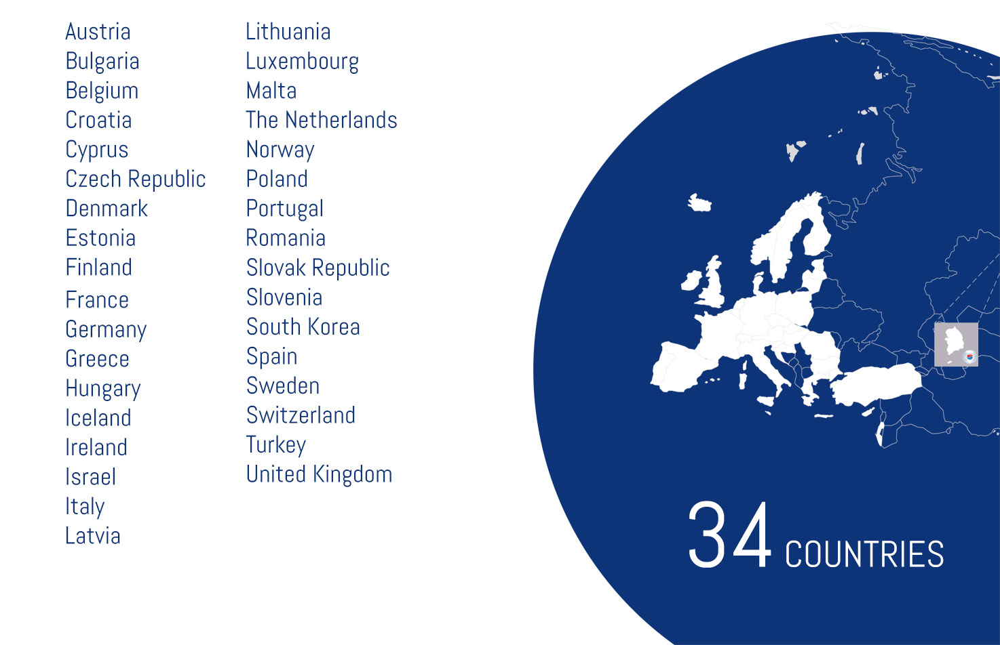 Austria
Bulgaria
Belgium
Croatia
Cyprus
Czech Republic
Denmark
Estonia
Finland
France
Germany
Greece
Hungary
Iceland
Ireland
Israel
Italy
Latvia
Lithuania
Luxembourg
Malta
The Netherlands
Norway
Poland
Portugal
Romania
Slovak Republic
Slovenia
South Korea
Spain
Sweden
Switzerland
Turkey
United Kingdom
34 COUNTRIES